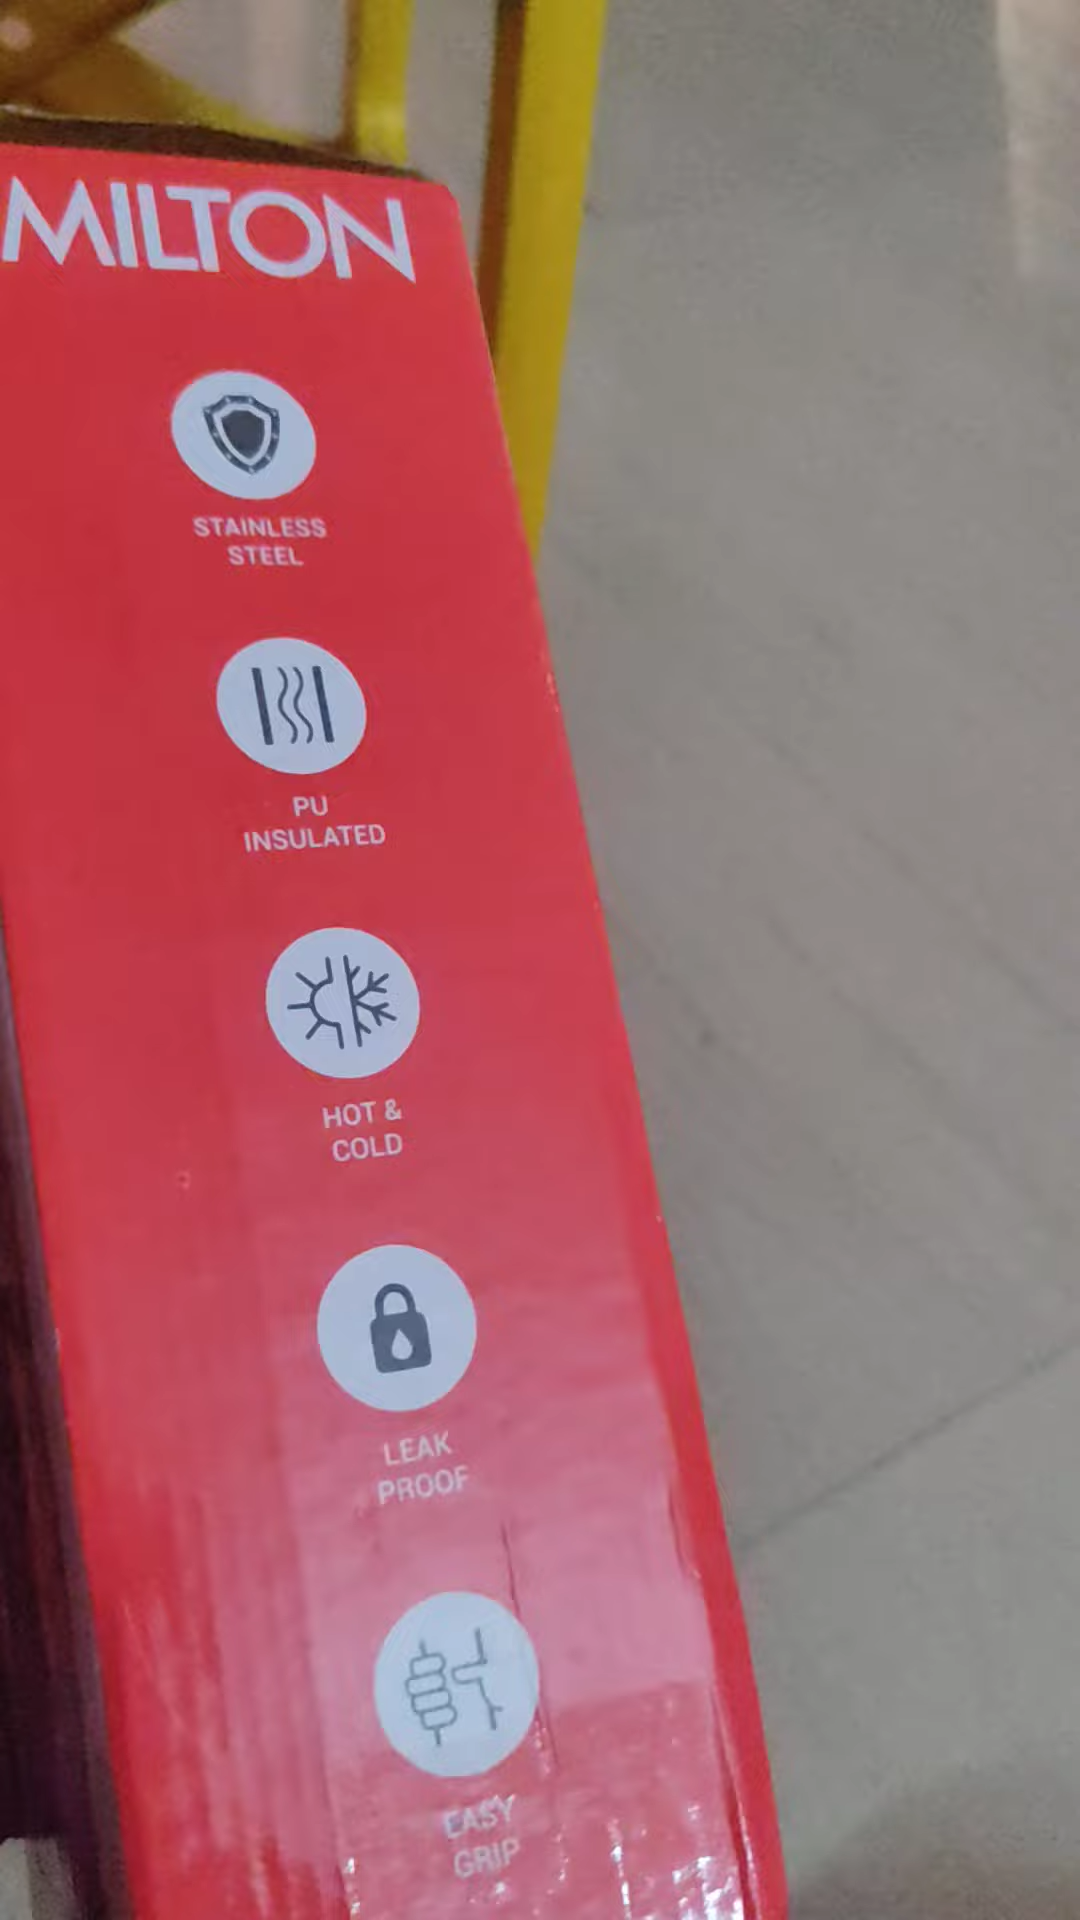 MILTON
STAINLESS
STEEL
PU
INSULATED
HOT &
COLD
LEAK
PROOF
EASY
GRIP